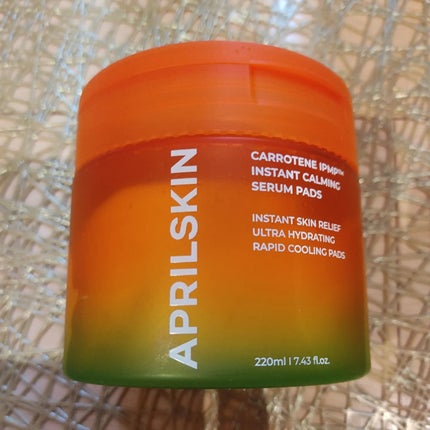 APRILSKIN
CARROTENE IPMP™
INSTANT CALMING
SERUM PADS
INSTANT SKIN RELIEF
ULTRA HYDRATING
RAPID COOLING PADS
220ml I 7.43 fl.oz.